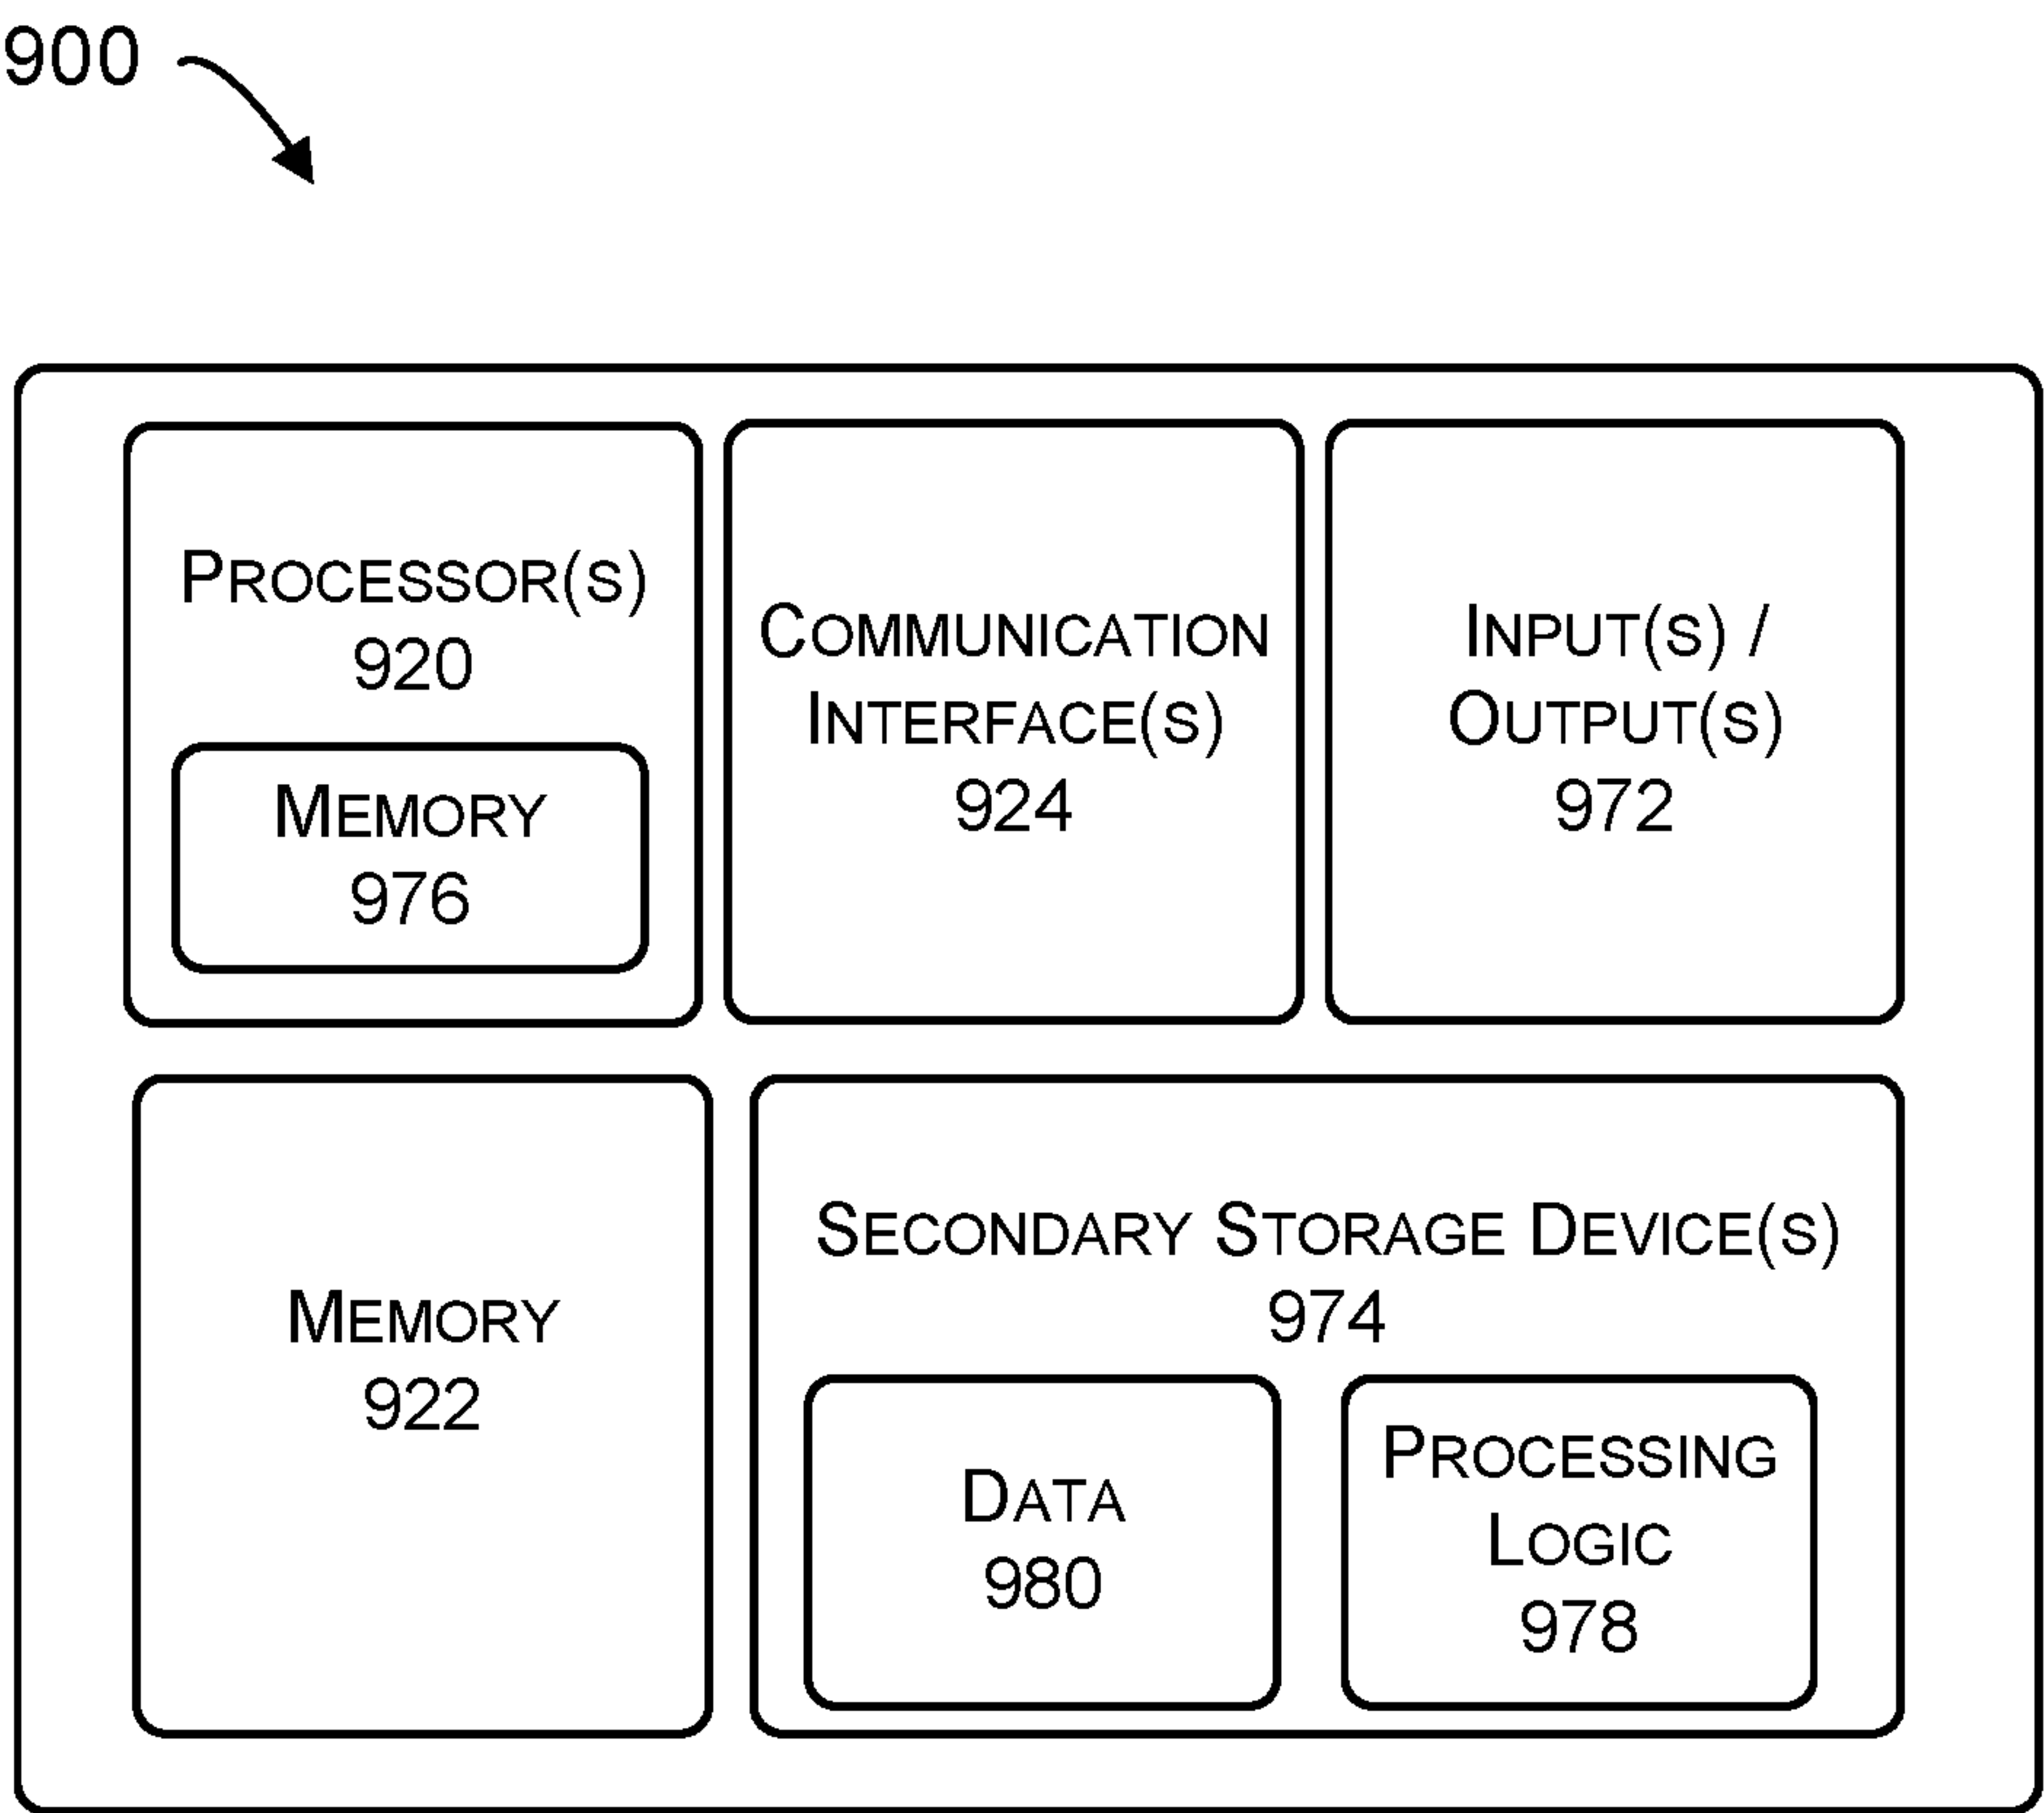 900
PROCESSOR(S)
920
MEMORY
976
COMMUNICATION
INTERFACE(S)
924
INPUT(S) /
OUTPUT(S)
972
MEMORY
922
SECONDARY STORAGE DEVICE(S)
974
DATA
980
PROCESSING
LOGIC
978